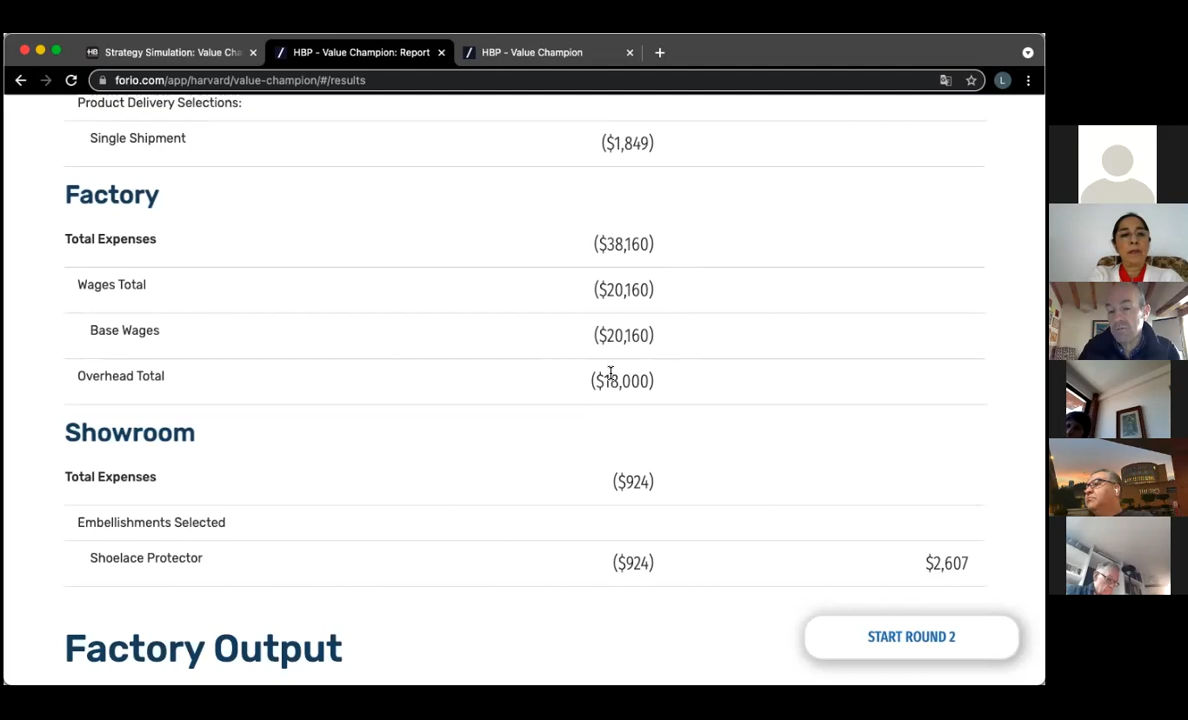 Strategy Simulation: Value Cha
HBP - Value Champion: Report
HBP - Value Champion
forio.com/app/harvard/value-champion/#/results
L
Product Delivery Selections:
Single Shipment ($1,849)
Factory
Total Expenses ($38,160)
Wages Total ($20,160)
Base Wages ($20,160)
Overhead Total ($18,000)
Showroom
Total Expenses ($924)
Embellishments Selected
Shoelace Protector ($924) $2,607
Factory Output
START ROUND 2